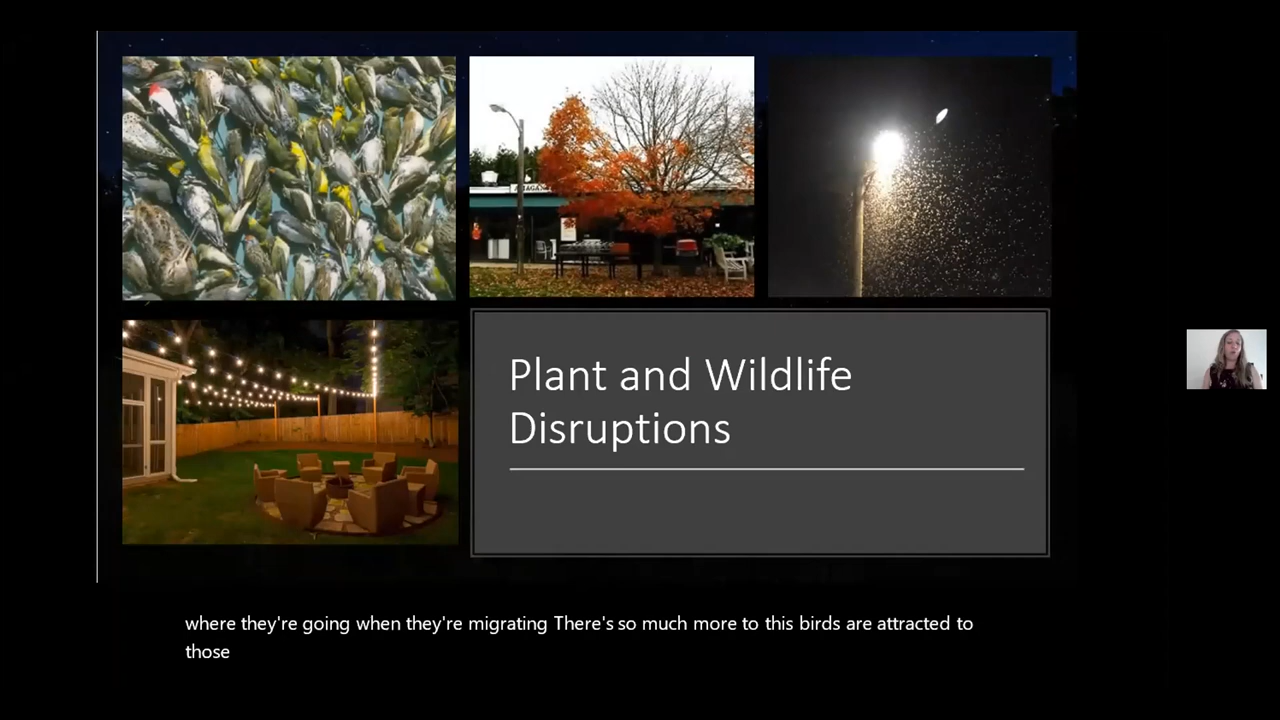 Plant and Wildlife
Disruptions
where they're going when they're migrating There's so much more to this birds are attracted to
those